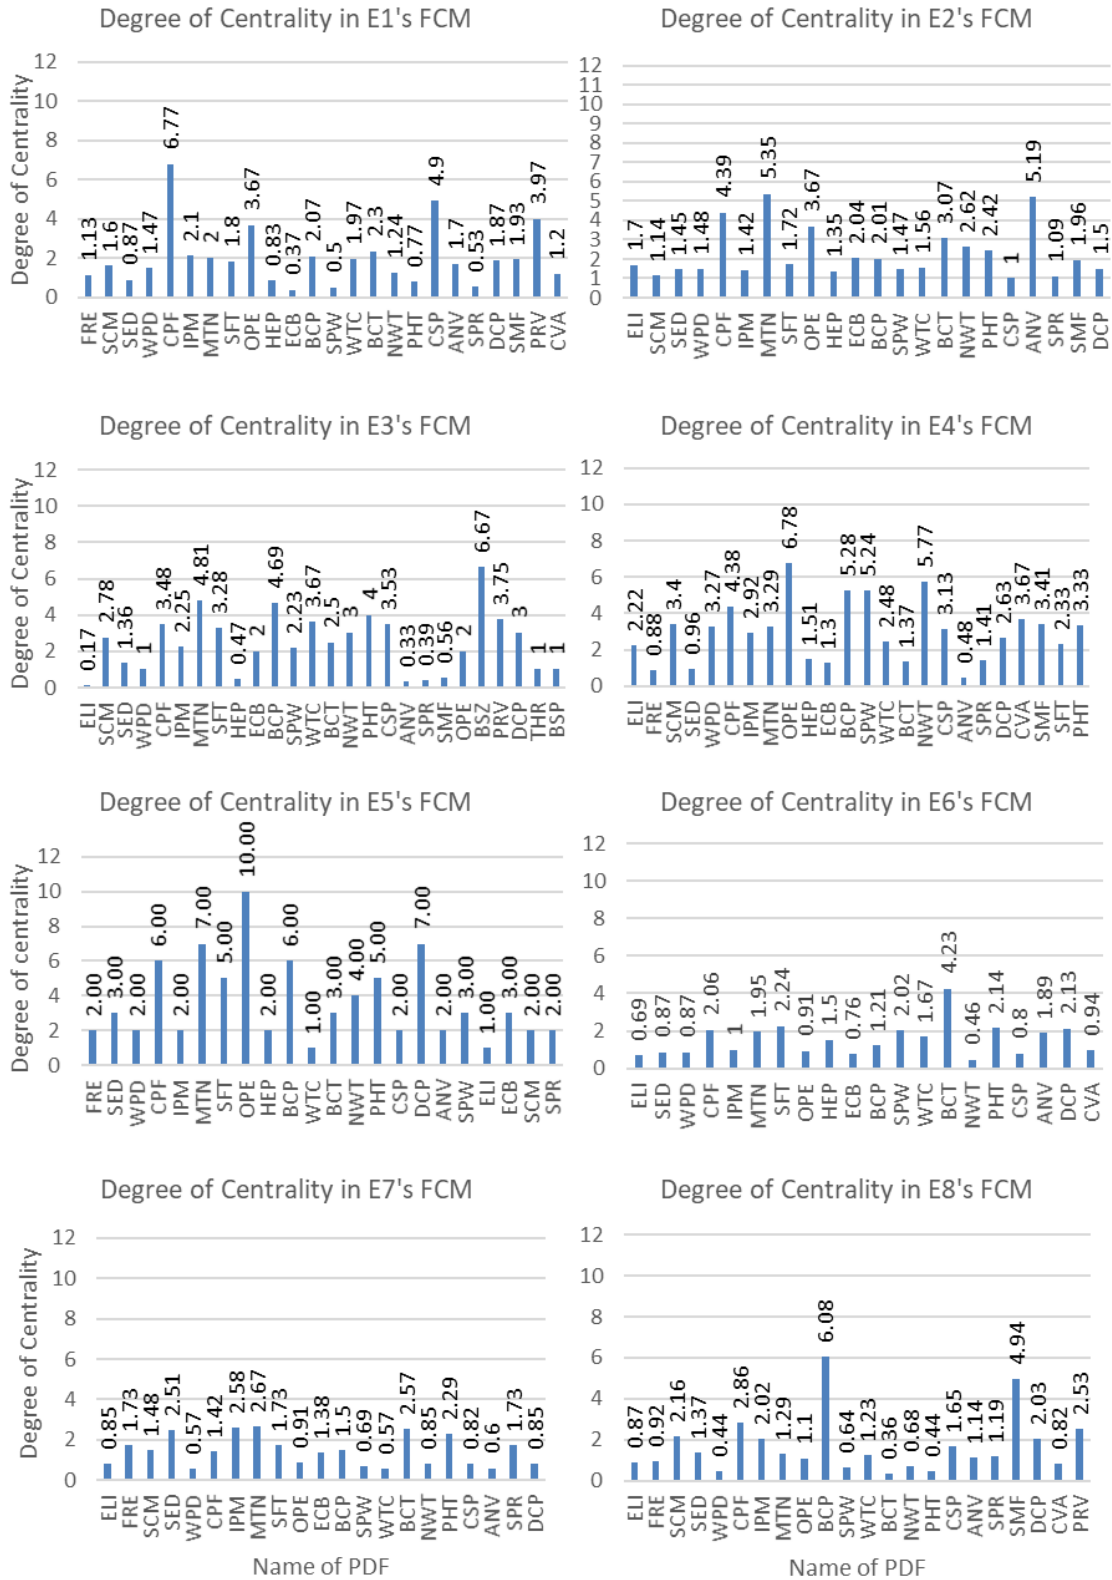 Degree of Centrality in E1's FCM
Degree of Centrality
12
10
8
6
4
2
0
1.13 1.6 0.87 1.47 6.77 2.1 2 1.8 3.67 0.83 0.37 2.07 0.5 1.97 2.3 1.24 0.77 4.9 1.7 0.53 1.87 1.93 3.97 1.2
FRE SCM SED WPD CPF IPM MTN SFT OPE HEP ECB BCP SPW WTC BCT NWT PHT CSP ANV SPR DCP SMF PRV CVA
Degree of Centrality in E2's FCM
12
11
10
9
8
7
6
5
4
3
2
1
0
1.7 1.14 1.45 1.48 4.39 1.42 5.35 1.72 3.67 1.35 2.04 2.01 1.47 1.56 3.07 2.62 2.42 1 5.19 1.09 1.96 1.5
ELI SCM SED WPD CPF IPM MTN SFT OPE HEP ECB BCP SPW WTC BCT NWT PHT CSP ANV SPR SMF DCP
Degree of Centrality in E3's FCM
Degree of Centrality
12
10
8
6
4
2
0
0.17 2.78 1.36 1 3.48 2.25 4.81 3.28 0.47 2 4.69 2.23 3.67 2.5 3 4 3.53 0.33 0.39 0.56 2 6.67 3.75 3 1 1
ELI SCM SED WPD CPF IPM MTN SFT HEP ECB BCP SPW WTC BCT NWT PHT CSP ANV SPR SMF OPE BSZ PRV DCP THR BSP
Degree of Centrality in E4's FCM
12
10
8
6
4
2
0
2.22 0.88 3.4 0.96 3.27 4.38 2.92 3.29 6.78 1.51 1.3 5.28 5.24 2.48 1.37 5.77 3.13 0.48 1.41 2.63 3.67 3.41 2.33 3.33
ELI FRE SCM SED WPD CPF IPM MTN OPE HEP ECB BCP SPW WTC BCT NWT CSP ANV SPR DCP CVA SMF SFT PHT
Degree of Centrality in E5's FCM
Degree of centrality
12
10
8
6
4
2
0
2.00 3.00 2.00 6.00 2.00 7.00 5.00 10.00 2.00 6.00 1.00 3.00 4.00 5.00 2.00 7.00 2.00 3.00 1.00 3.00 2.00 2.00
FRE SED WPD CPF IPM MTN SFT OPE HEP BCP WTC BCT NWT PHT CSP DCP ANV SPW ELI ECB SCM SPR
Degree of Centrality in E6's FCM
12
10
8
6
4
2
0
0.69 0.87 0.87 2.06 1 1.95 2.24 0.91 1.5 0.76 1.21 2.02 1.67 4.23 0.46 2.14 0.8 1.89 2.13 0.94
ELI SED WPD CPF IPM MTN SFT OPE HEP ECB BCP SPW WTC BCT NWT PHT CSP ANV DCP CVA
Degree of Centrality in E7's FCM
Degree of Centrality
12
10
8
6
4
2
0
0.85 1.73 1.48 2.51 0.57 1.42 2.58 2.67 1.73 0.91 1.38 1.5 0.69 0.57 2.57 0.85 2.29 0.82 0.6 1.73 0.85
ELI FRE SCM SED WPD CPF IPM MTN SFT OPE ECB BCP SPW WTC BCT NWT PHT CSP ANV SPR DCP
Name of PDF
Degree of Centrality in E8's FCM
12
10
8
6
4
2
0
0.87 0.92 2.16 1.37 0.44 2.86 2.02 1.29 1.1 6.08 0.64 1.23 0.36 0.68 0.44 1.65 1.14 1.19 4.94 2.03 0.82 2.53
ELI FRE SCM SED WPD CPF IPM MTN OPE BCP SPW WTC BCT NWT PHT CSP ANV SPR SMF DCP CVA PRV
Name of PDF